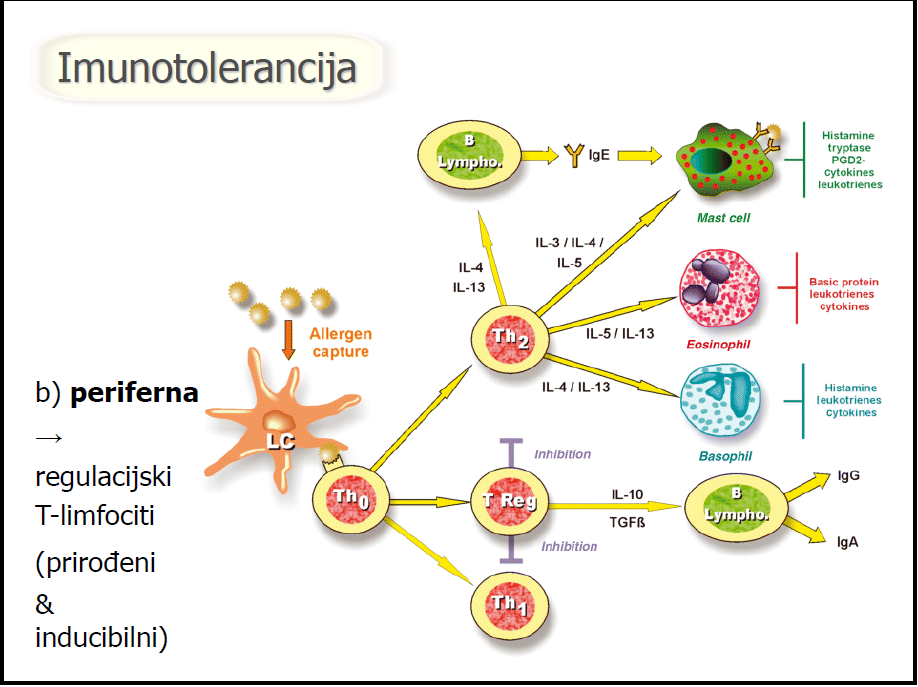 Imunotolerancija
b) periferna
→
regulacijski
T-limfociti
(prirođeni
&
inducibilni)
Allergen
capture
LC
Th0
Th2
T Reg
Th1
B
Lympho.
IgE
IL-4
IL-13
IL-3 / IL-4 /
IL-5
IL-5 / IL-13
IL-4 / IL-13
Mast cell
Histamine
tryptase
PGD2-
cytokines
leukotrienes
Eosinophil
Basic protein
leukotrienes
cytokines
Basophil
Histamine
leukotrienes
cytokines
Inhibition
Inhibition
IL-10
TGFß
B
Lympho.
IgG
IgA